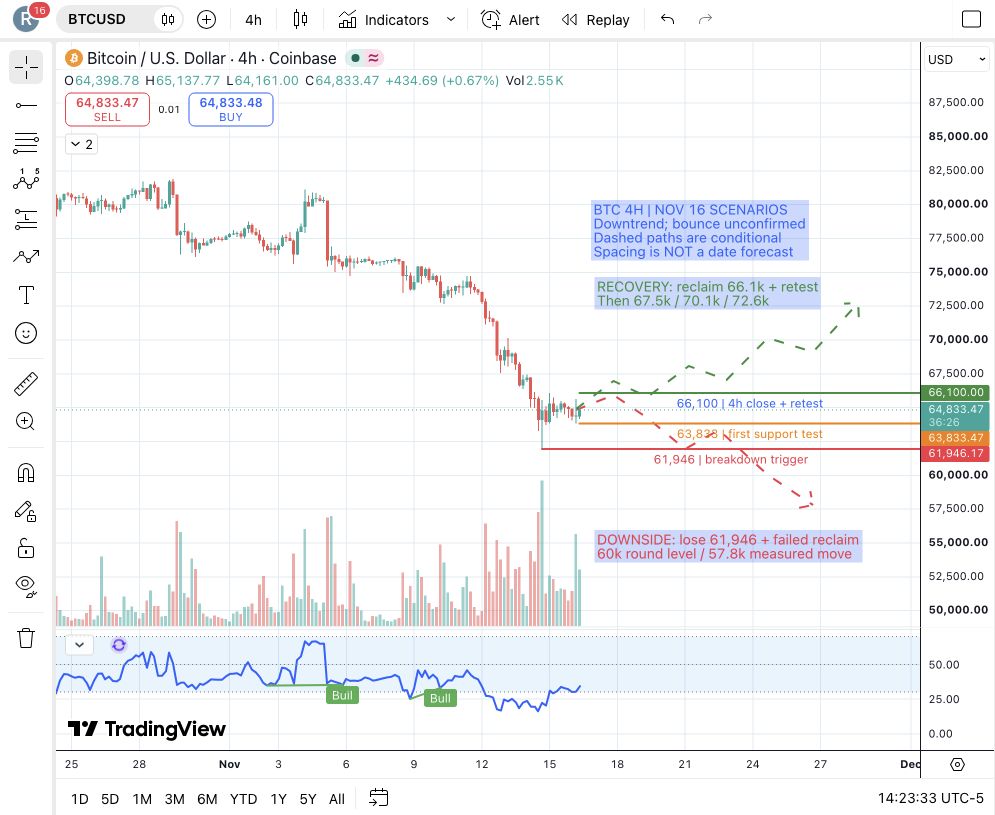 R
16
BTCUSD
4h
Indicators
Alert
Replay
Bitcoin / U.S. Dollar · 4h · Coinbase
O64,398.78 H65,137.77 L64,161.00 C64,833.47 +434.69 (+0.67%) Vol2.55 K
64,833.47
SELL
0.01
64,833.48
BUY
2
USD
87,500.00
85,000.00
82,500.00
80,000.00
77,500.00
75,000.00
72,500.00
70,000.00
67,500.00
66,100.00
64,833.47
36:26
63,833.47
61,946.17
60,000.00
57,500.00
55,000.00
52,500.00
50,000.00
BTC 4H | NOV 16 SCENARIOS
Downtrend; bounce unconfirmed
Dashed paths are conditional
Spacing is NOT a date forecast
RECOVERY: reclaim 66.1k + retest
Then 67.5k / 70.1k / 72.6k
66,100 | 4h close + retest
63,833 | first support test
61,946 | breakdown trigger
DOWNSIDE: lose 61,946 + failed reclaim
60k round level / 57.8k measured move
Bull
Bull
50.00
25.00
0.00
TradingView
25 28 Nov 3 6 9 12 15 18 21 24 27 Dec
1D 5D 1M 3M 6M YTD 1Y 5Y All
14:23:33 UTC-5